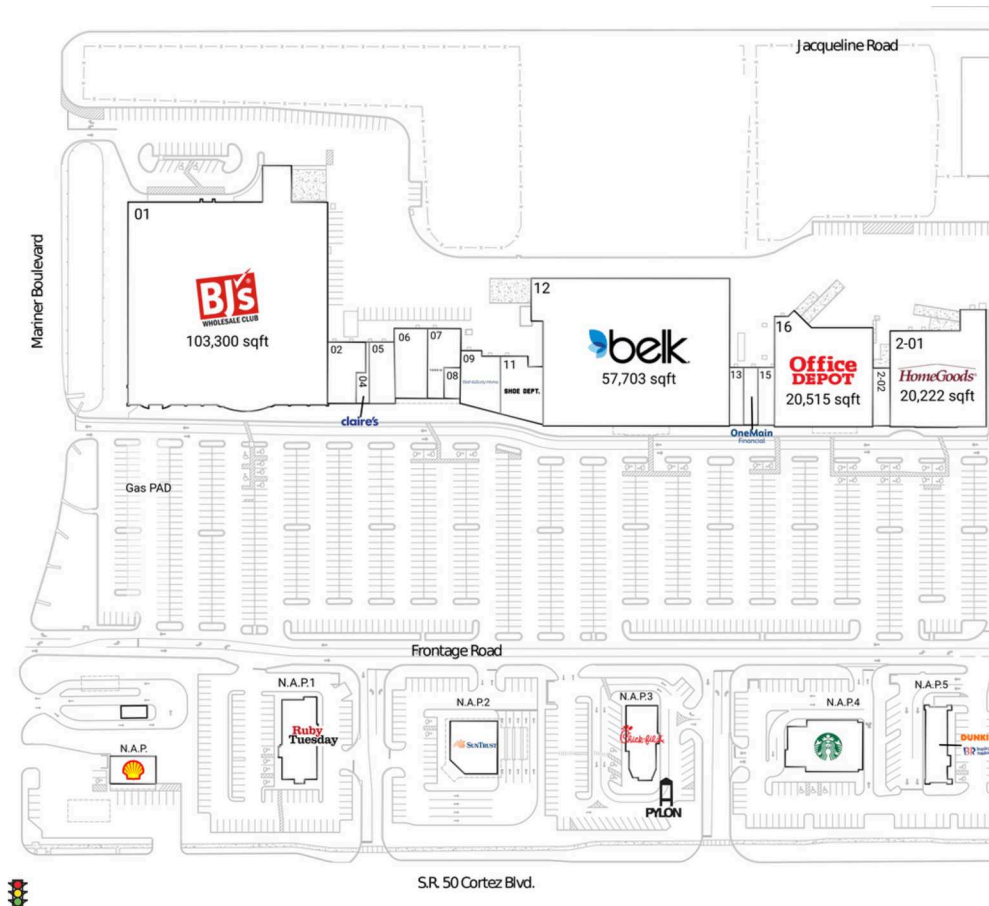 Jacqueline Road
Mariner Boulevard
01
BJ's
WHOLESALE CLUB
103,300 sqft
02
04
claire's
05
06
07
08
09
11
SHOE DEPT.
12
belk
57,703 sqft
13
15
OneMain
Financial
16
Office
DEPOT
20,515 sqft
2-02
2-01
HomeGoods
20,222 sqft
Gas PAD
Frontage Road
N.A.P.
N.A.P.1
Ruby
Tuesday
N.A.P.2
SUNTRUST
N.A.P.3
Chick-fil-A
PYLON
N.A.P.4
N.A.P.5
DUNKI
BR
S.R. 50 Cortez Blvd.